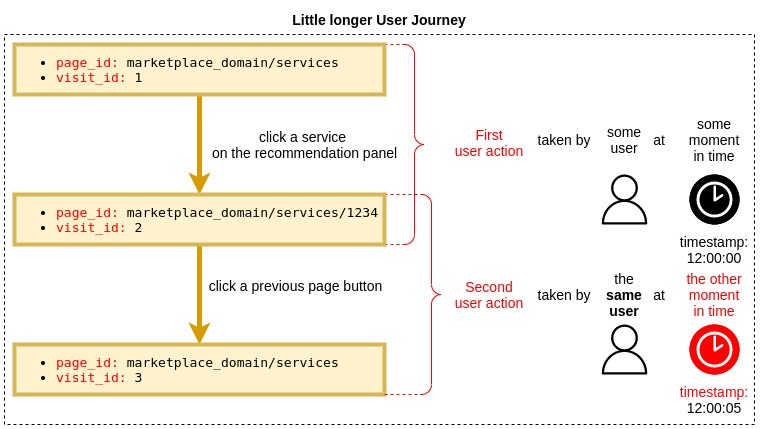 Little longer User Journey
• page_id: marketplace_domain/services
• visit_id: 1
click a service
on the recommendation panel
First
user action
taken by
some
user
at
some
moment
in time
timestamp:
12:00:00
• page_id: marketplace_domain/services/1234
• visit_id: 2
click a previous page button
Second
user action
taken by
the
same
user
at
the other
moment
in time
timestamp:
12:00:05
• page_id: marketplace_domain/services
• visit_id: 3